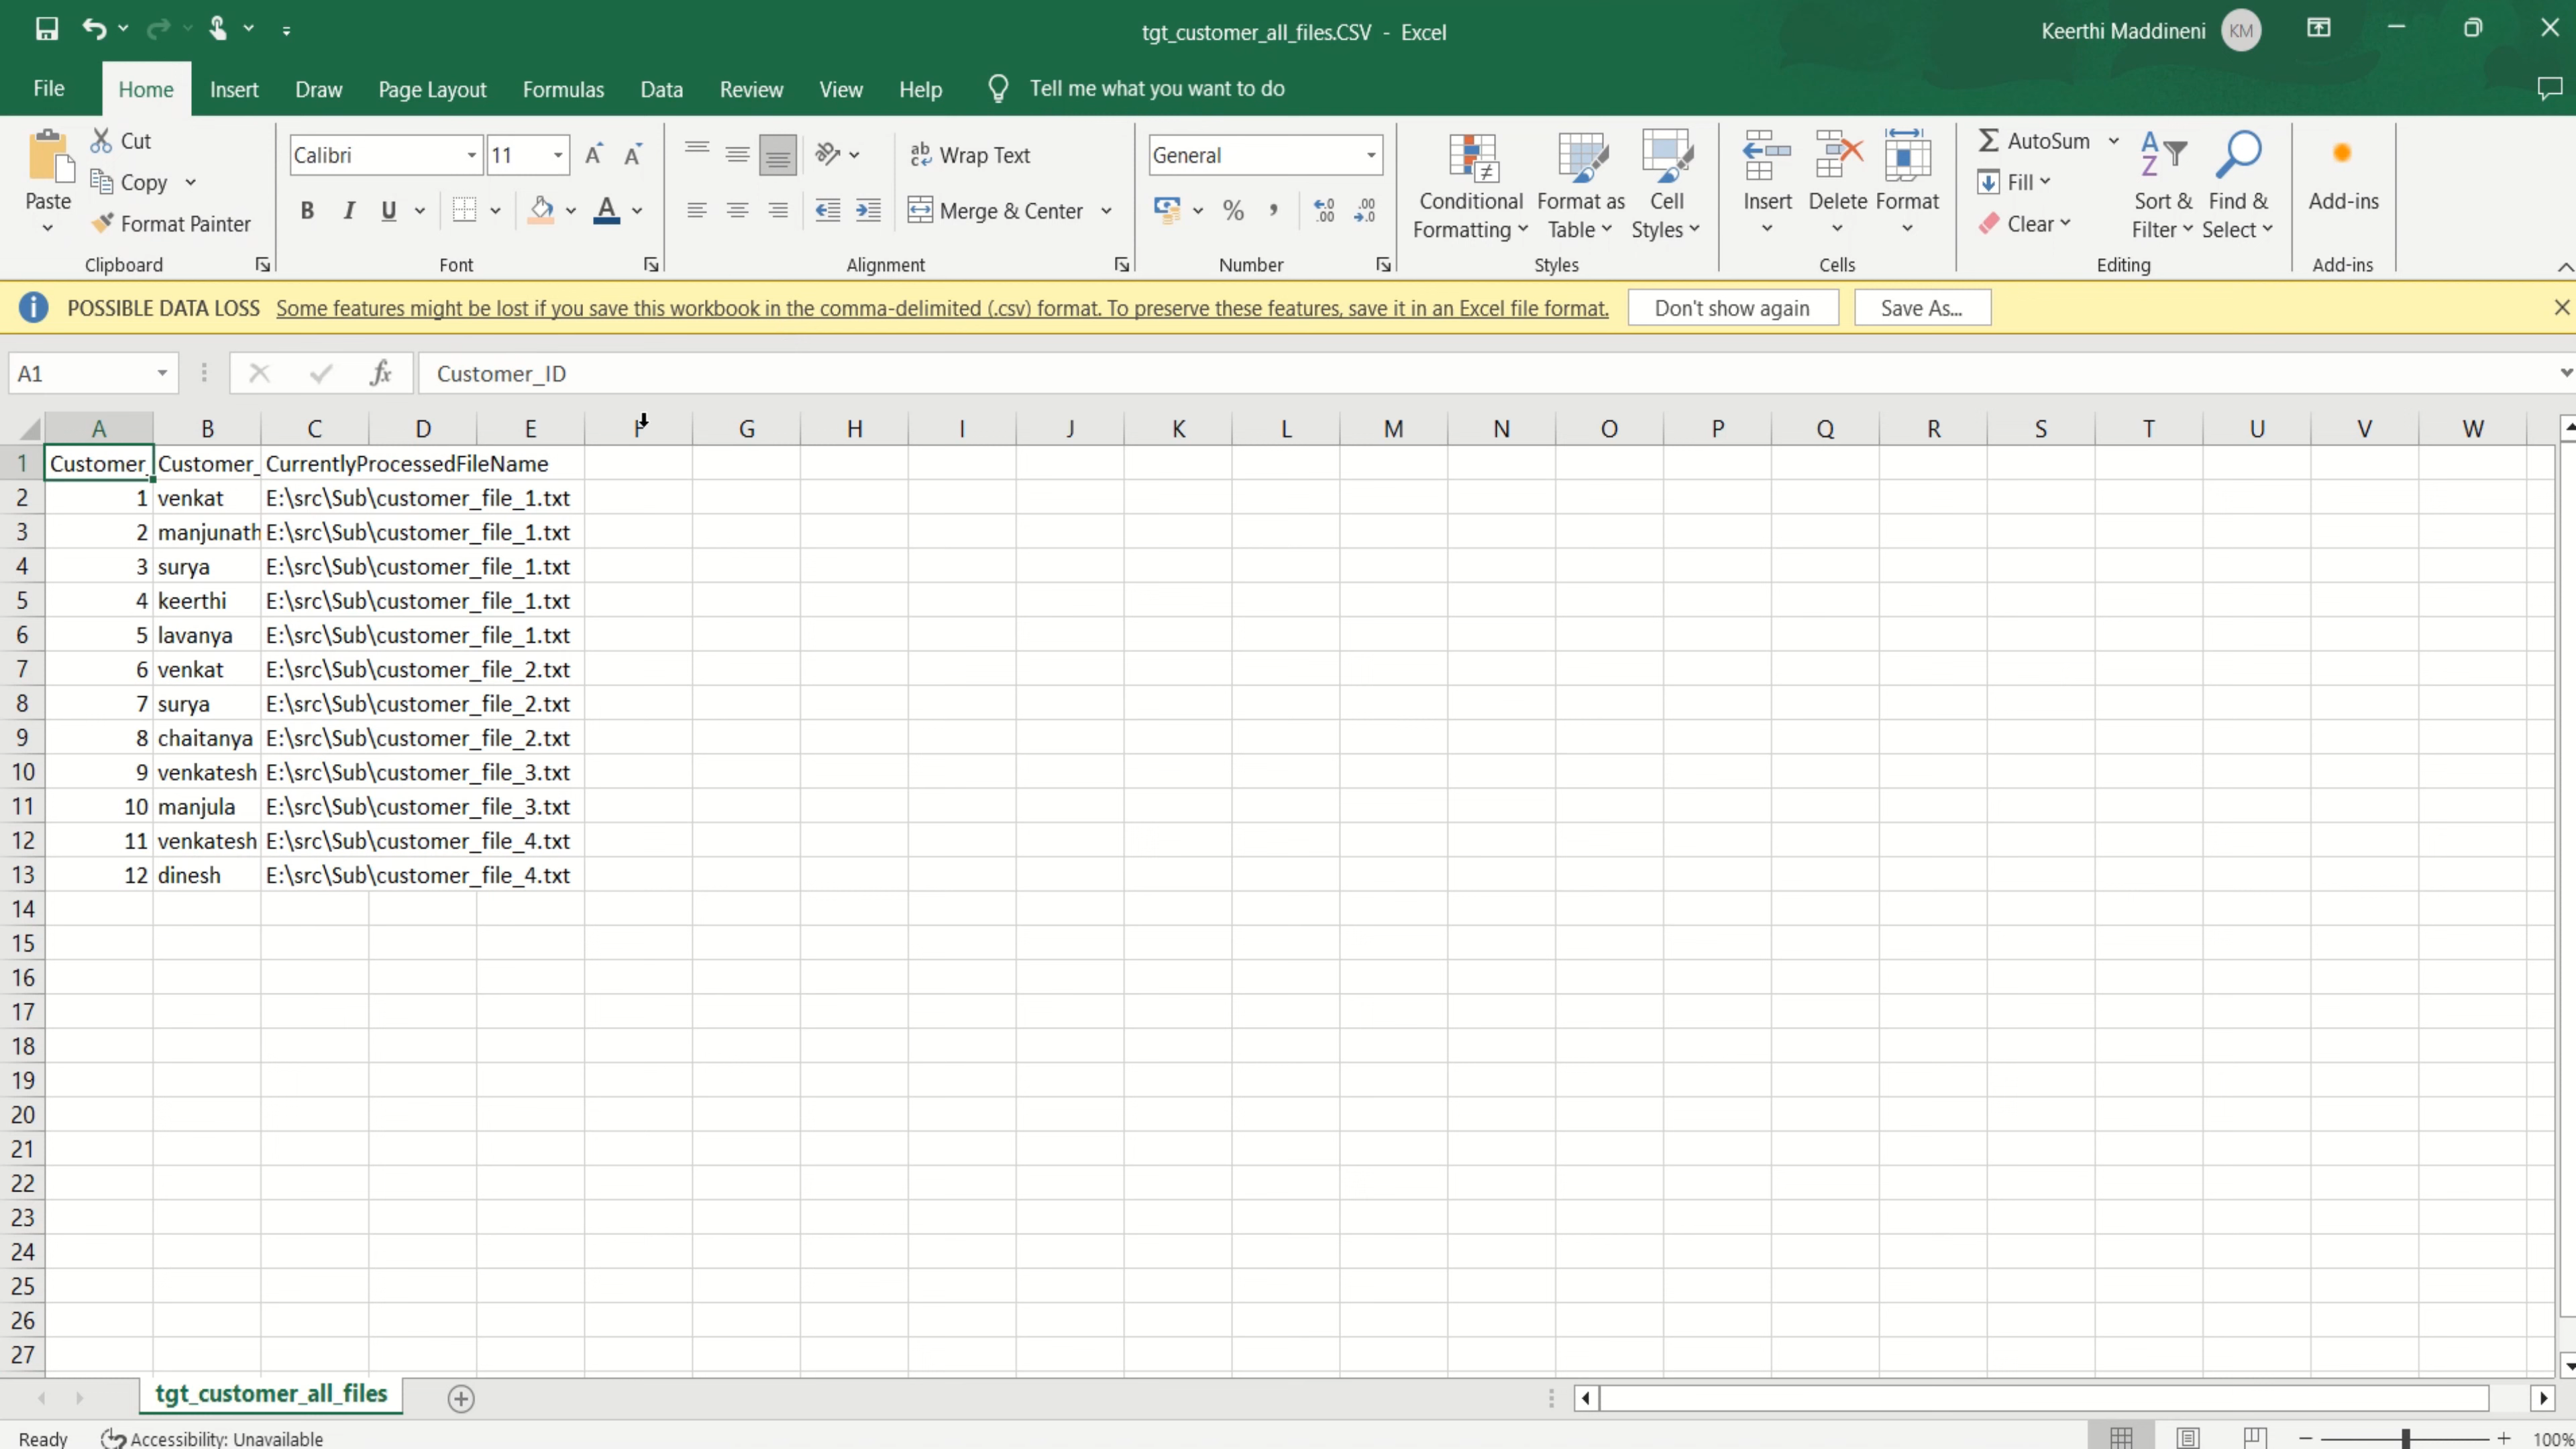 tgt_customer_all_files.CSV - Excel
Keerthi Maddineni KM
File Home Insert Draw Page Layout Formulas Data Review View Help Tell me what you want to do
Paste Cut Copy Format Painter Clipboard
Calibri 11 B I U Font
Wrap Text Merge & Center Alignment
General % Number
Conditional Formatting Format as Table Cell Styles Styles
Insert Delete Format Cells
AutoSum Fill Clear Sort & Filter Find & Select Editing
Add-ins Add-ins
POSSIBLE DATA LOSS Some features might be lost if you save this workbook in the comma-delimited (.csv) format. To preserve these features, save it in an Excel file format. Don't show again Save As...
A1 fx Customer_ID
A B C D E F G H I J K L M N O P Q R S T U V W
1 Customer_ Customer_ CurrentlyProcessedFileName
2 1 venkat E:\src\Sub\customer_file_1.txt
3 2 manjunath E:\src\Sub\customer_file_1.txt
4 3 surya E:\src\Sub\customer_file_1.txt
5 4 keerthi E:\src\Sub\customer_file_1.txt
6 5 lavanya E:\src\Sub\customer_file_1.txt
7 6 venkat E:\src\Sub\customer_file_2.txt
8 7 surya E:\src\Sub\customer_file_2.txt
9 8 chaitanya E:\src\Sub\customer_file_2.txt
10 9 venkatesh E:\src\Sub\customer_file_3.txt
11 10 manjula E:\src\Sub\customer_file_3.txt
12 11 venkatesh E:\src\Sub\customer_file_4.txt
13 12 dinesh E:\src\Sub\customer_file_4.txt
14
15
16
17
18
19
20
21
22
23
24
25
26
27
tgt_customer_all_files
Ready Accessibility: Unavailable 100%